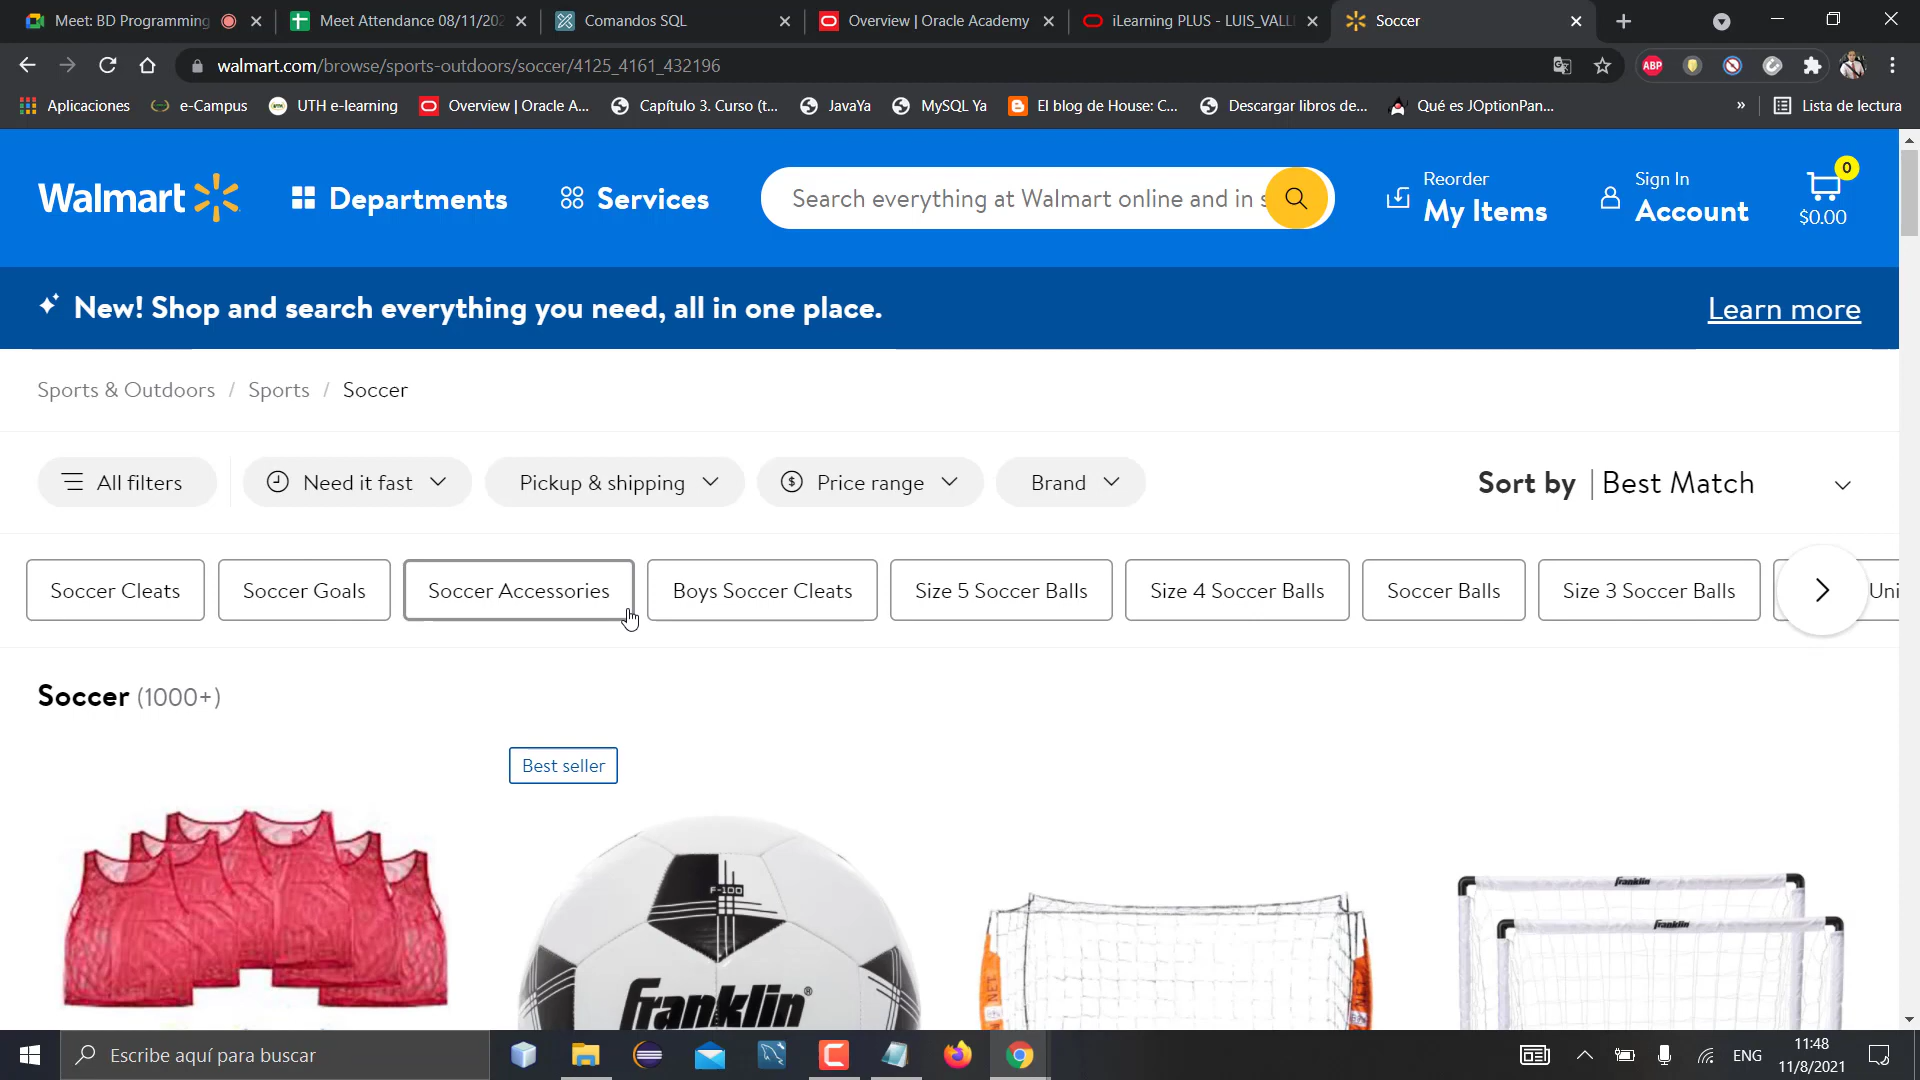 Meet: BD Programming
Meet Attendance 08/11/202
Comandos SQL
Overview | Oracle Academy
iLearning PLUS - LUIS_VALL
Soccer
walmart.com/browse/sports-outdoors/soccer/4125_4161_432196
ABP
Aplicaciones
e-Campus
UTH e-learning
Overview | Oracle A...
Capítulo 3. Curso (t...
JavaYa
MySQL Ya
El blog de House: C...
Descargar libros de...
Qué es JOptionPan...
»
Lista de lectura
Walmart
Departments
Services
Search everything at Walmart online and in s
Reorder
My Items
Sign In
Account
0
$0.00
New! Shop and search everything you need, all in one place.
Learn more
Sports & Outdoors / Sports / Soccer
All filters
Need it fast
Pickup & shipping
Price range
Brand
Sort by | Best Match
Soccer Cleats
Soccer Goals
Soccer Accessories
Boys Soccer Cleats
Size 5 Soccer Balls
Size 4 Soccer Balls
Soccer Balls
Size 3 Soccer Balls
Uni
Soccer (1000+)
Best seller
F-100
Franklin®
NET
Franklin
Franklin
Escribe aquí para buscar
ENG
11:48
11/8/2021